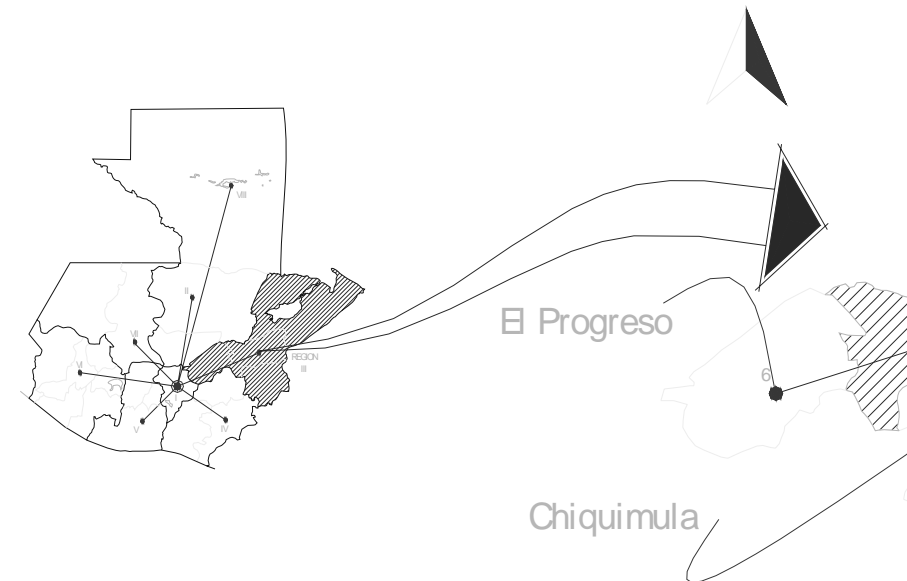 VIII
II
VII
REGION
III
VI
I
V
IV
El Progreso
6
Chiquimula